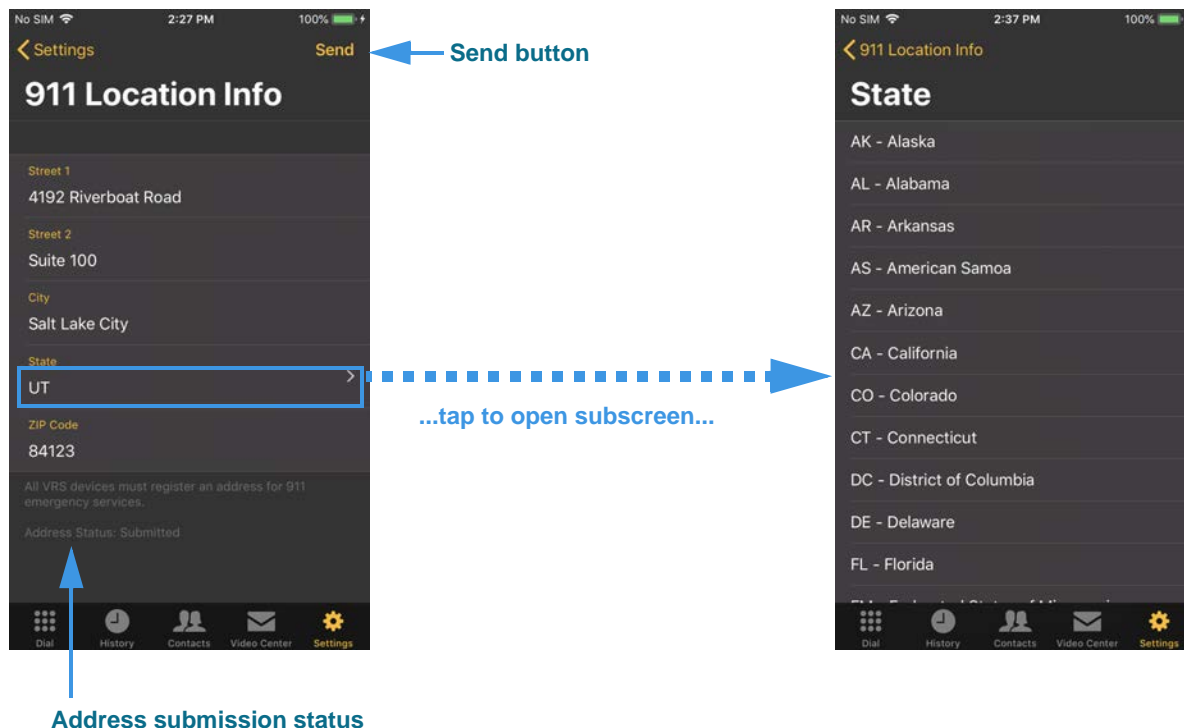 No SIM 2:27 PM 100%
Settings Send
911 Location Info
Street 1
4192 Riverboat Road
Street 2
Suite 100
City
Salt Lake City
State
UT
ZIP Code
84123
All VRS devices must register an address for 911
emergency services.
Address Status: Submitted
Dial History Contacts Video Center Settings
Send button
...tap to open subscreen...
Address submission status
No SIM 2:37 PM 100%
911 Location Info
State
AK - Alaska
AL - Alabama
AR - Arkansas
AS - American Samoa
AZ - Arizona
CA - California
CO - Colorado
CT - Connecticut
DC - District of Columbia
DE - Delaware
FL - Florida
Dial History Contacts Video Center Settings